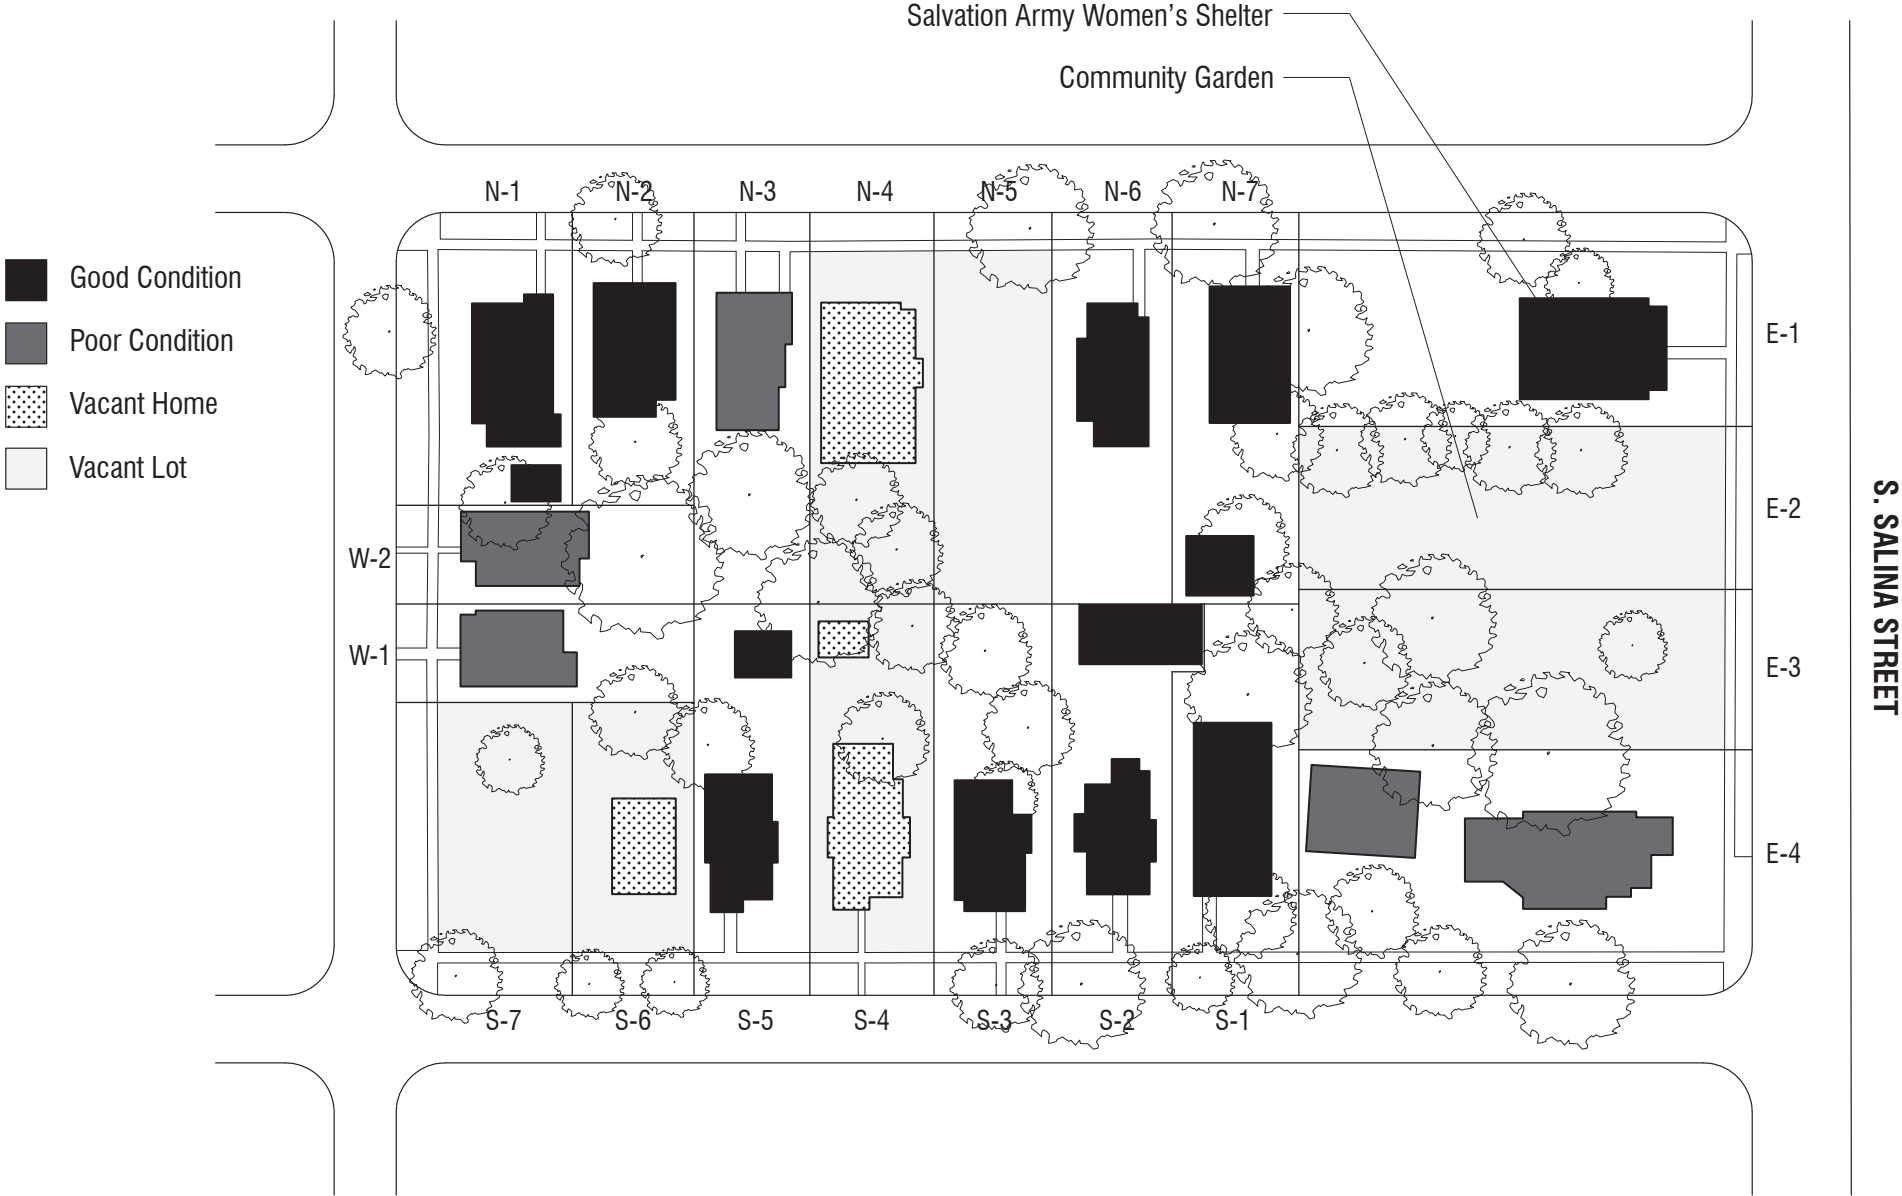 Salvation Army Women’s Shelter
Community Garden
N-1 N-2 N-3 N-4 N-5 N-6 N-7
Good Condition
Poor Condition
Vacant Home
Vacant Lot
E-1
E-2
W-2
W-1
E-3
E-4
S. SALINA STREET
S-7 S-6 S-5 S-4 S-3 S-2 S-1